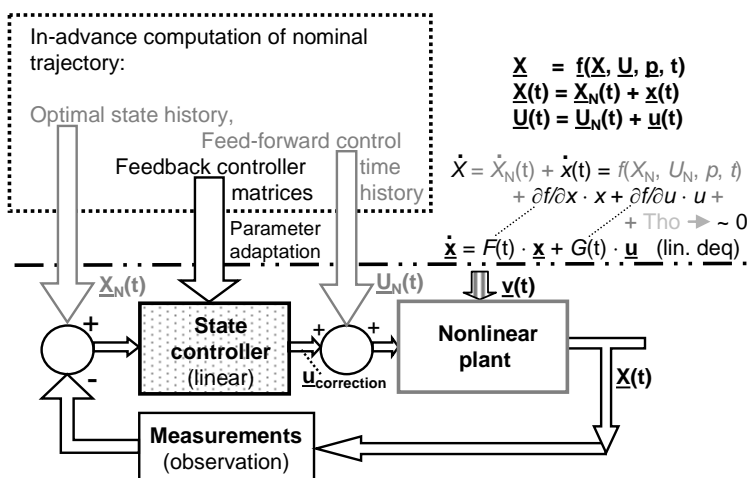 In-advance computation of nominal
trajectory:
Optimal state history,
Feed-forward control
time
history
Feedback controller
matrices
Parameter
adaptation
X = f(X, U, p, t)
X(t) = X_N(t) + x(t)
U(t) = U_N(t) + u(t)
Ẋ = Ẋ_N(t) + ẋ(t) = f(X_N, U_N, p, t)
+ ∂f/∂x · x + ∂f/∂u · u +
+ Tho → ~ 0
ẋ = F(t) · x + G(t) · u (lin. deq)
X_N(t)
U_N(t)
v(t)
+
-
State
controller
(linear)
+
+
u_correction
Nonlinear
plant
X(t)
Measurements
(observation)